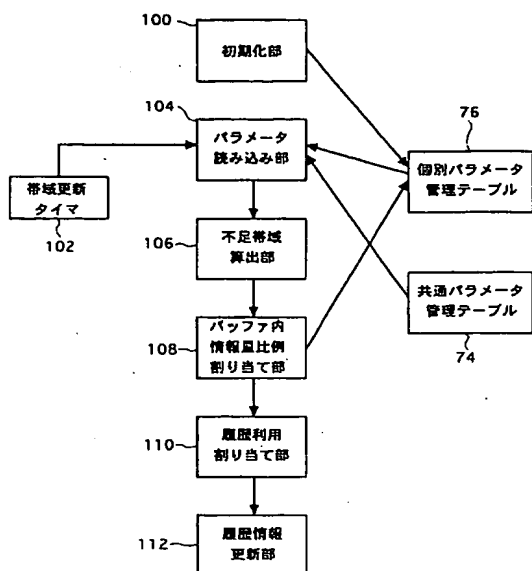 100
初期化部
104
パラメータ
読み込み部
76
個別パラメータ
管理テーブル
帯域更新
タイマ
102
106
不足帯域
算出部
共通パラメータ
管理テーブル
74
108
バッファ内
情報量比例
割り当て部
110
履歴利用
割り当て部
112
履歴情報
更新部